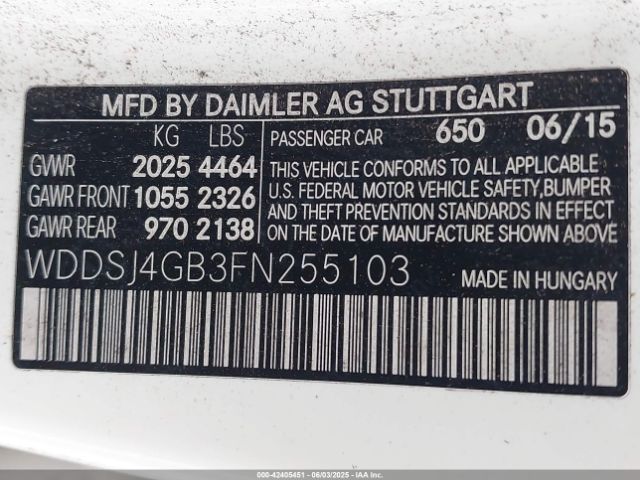 MFD BY DAIMLER AG STUTTGART
KG LBS
GVWR 2025 4464
GAWR FRONT 1055 2326
GAWR REAR 970 2138
PASSENGER CAR 650 06/15
THIS VEHICLE CONFORMS TO ALL APPLICABLE
U.S. FEDERAL MOTOR VEHICLE SAFETY,BUMPER
AND THEFT PREVENTION STANDARDS IN EFFECT
ON THE DATE OF MANUFACTURE SHOWN ABOVE
WDDSJ4GB3FN255103
MADE IN HUNGARY
000-42405451 - 06/03/2025 - COPYRIGHT IAA